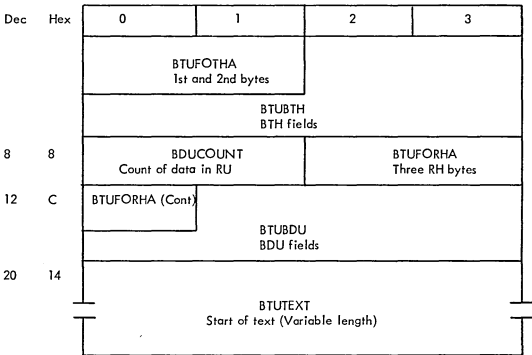 Dec Hex 0 1 2 3
BTUFOTHA
1st and 2nd bytes
BTUBTH
BTH fields
8 8 BDUCOUNT BTUFORHA
Count of data in RU Three RH bytes
12 C BTUFORHA (Cont)
BTUBDU
BDU fields
20 14
BTUTEXT
Start of text (Variable length)